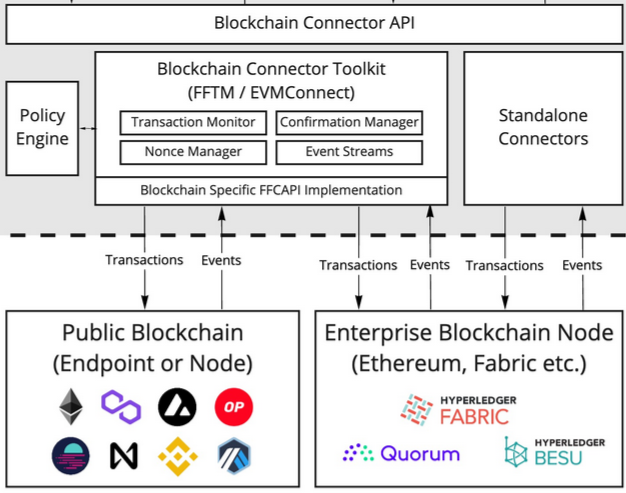 Blockchain Connector API
Policy
Engine
Blockchain Connector Toolkit
(FFTM / EVMConnect)
Transaction Monitor
Confirmation Manager
Nonce Manager
Event Streams
Blockchain Specific FFCAPI Implementation
Standalone
Connectors
Transactions
Events
Transactions
Events
Transactions
Events
Public Blockchain
(Endpoint or Node)
OP
Enterprise Blockchain Node
(Ethereum, Fabric etc.)
HYPERLEDGER
FABRIC
Quorum
HYPERLEDGER
BESU